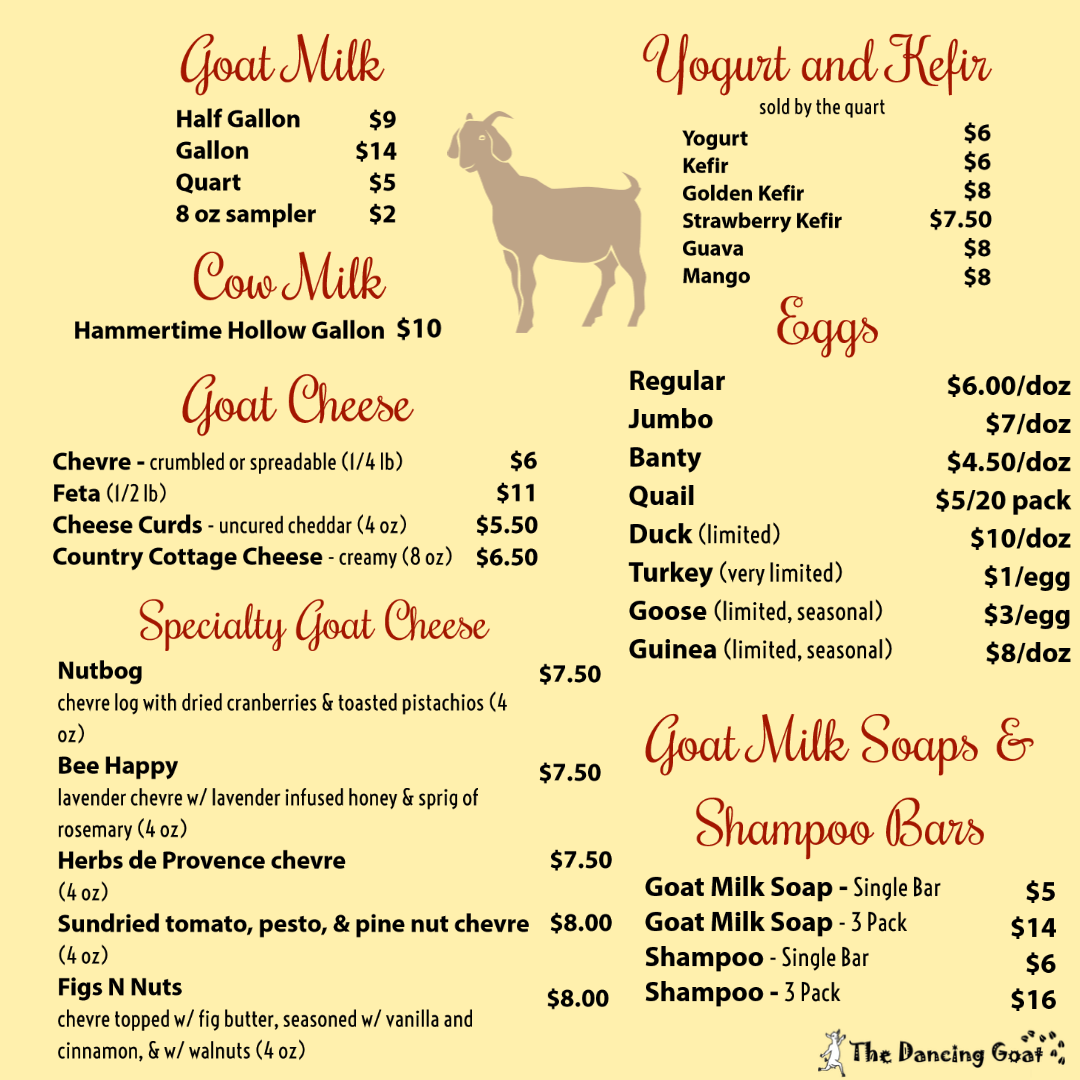 Goat Milk
Half Gallon $9
Gallon $14
Quart $5
8 oz sampler $2
Cow Milk
Hammertime Hollow Gallon $10
Goat Cheese
Chevre - crumbled or spreadable (1/4 lb) $6
Feta (1/2 lb) $11
Cheese Curds - uncured cheddar (4 oz) $5.50
Country Cottage Cheese - creamy (8 oz) $6.50
Specialty Goat Cheese
Nutbog $7.50
chevre log with dried cranberries & toasted pistachios (4
oz)
Bee Happy $7.50
lavender chevre w/ lavender infused honey & sprig of
rosemary (4 oz)
Herbs de Provence chevre $7.50
(4 oz)
Sundried tomato, pesto, & pine nut chevre $8.00
(4 oz)
Figs N Nuts $8.00
chevre topped w/ fig butter, seasoned w/ vanilla and
cinnamon, & w/ walnuts (4 oz)
Yogurt and Kefir
sold by the quart
Yogurt $6
Kefir $6
Golden Kefir $8
Strawberry Kefir $7.50
Guava $8
Mango $8
Eggs
Regular $6.00/doz
Jumbo $7/doz
Banty $4.50/doz
Quail $5/20 pack
Duck (limited) $10/doz
Turkey (very limited) $1/egg
Goose (limited, seasonal) $3/egg
Guinea (limited, seasonal) $8/doz
Goat Milk Soaps &
Shampoo Bars
Goat Milk Soap - Single Bar $5
Goat Milk Soap - 3 Pack $14
Shampoo - Single Bar $6
Shampoo - 3 Pack $16
The Dancing Goat